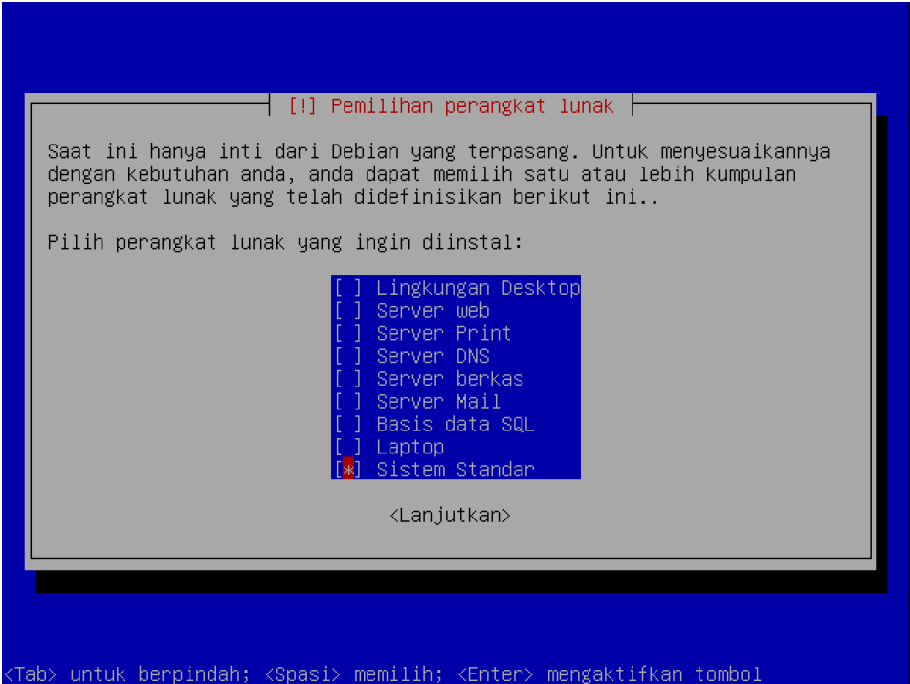 [!] Pemilihan perangkat lunak
Saat ini hanya inti dari Debian yang terpasang. Untuk menyesuaikannya
dengan kebutuhan anda, anda dapat memilih satu atau lebih kumpulan
perangkat lunak yang telah didefinisikan berikut ini..
Pilih perangkat lunak yang ingin diinstal:
[ ] Lingkungan Desktop
[ ] Server web
[ ] Server Print
[ ] Server DNS
[ ] Server berkas
[ ] Server Mail
[ ] Basis data SQL
[ ] Laptop
[*] Sistem Standar
<Lanjutkan>
<Tab> untuk berpindah; <Spasi> memilih; <Enter> mengaktifkan tombol